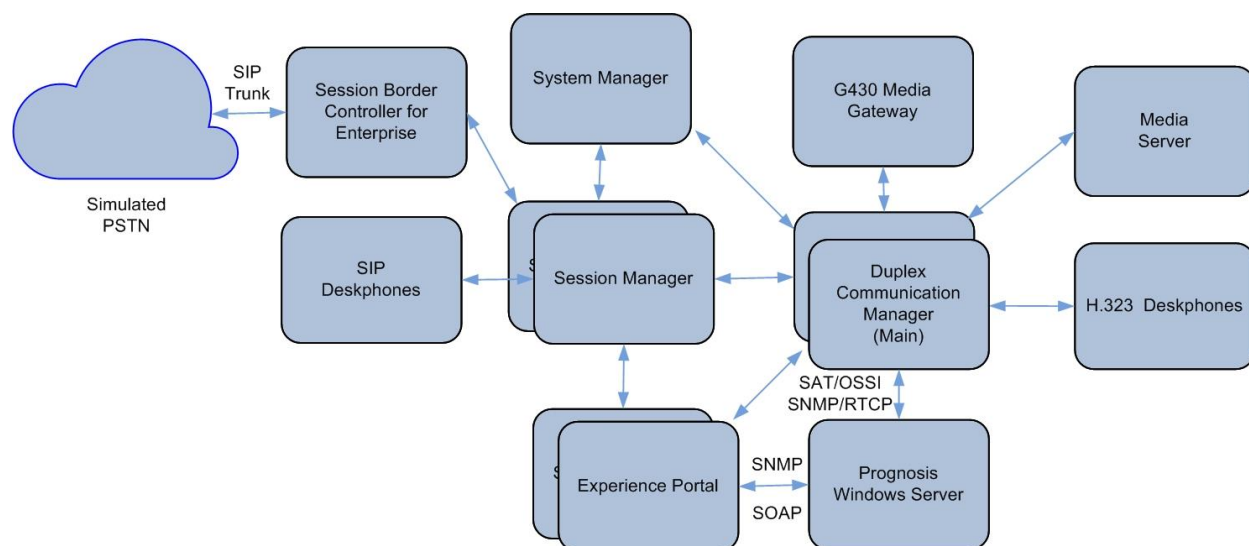 SIP
Trunk
Session Border
Controller for
Enterprise
System Manager
G430 Media
Gateway
Media
Server
Simulated
PSTN
SIP
Deskphones
S
Session Manager
Duplex
Communication
Manager
(Main)
H.323 Deskphones
SAT/OSSI
SNMP/RTCP
S
Experience Portal
SNMP
SOAP
Prognosis
Windows Server